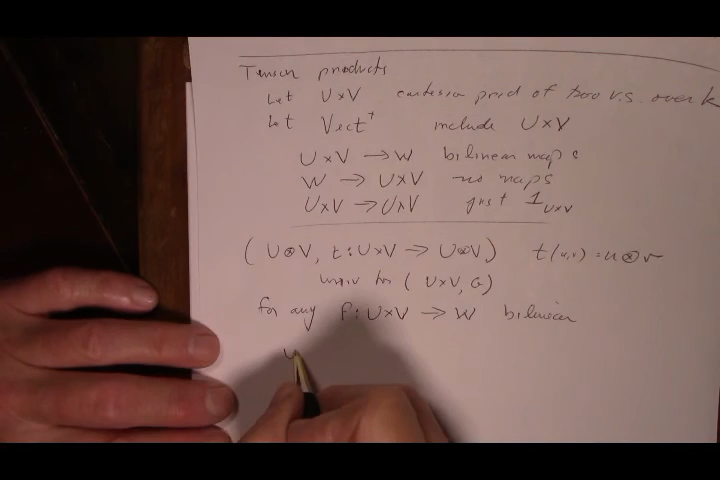 Tensor products
Let U×V cartesian prod of two v.s. over k
Let Vect⁺ include U×V
U×V → W bilinear maps
W → U×V no maps
U×V → U×V just 1_{U×V}
(U⊗V, t: U×V → U⊗V) t(u,v) = u⊗v
univ for (U×V, G)
for any f: U×V → W bilinear